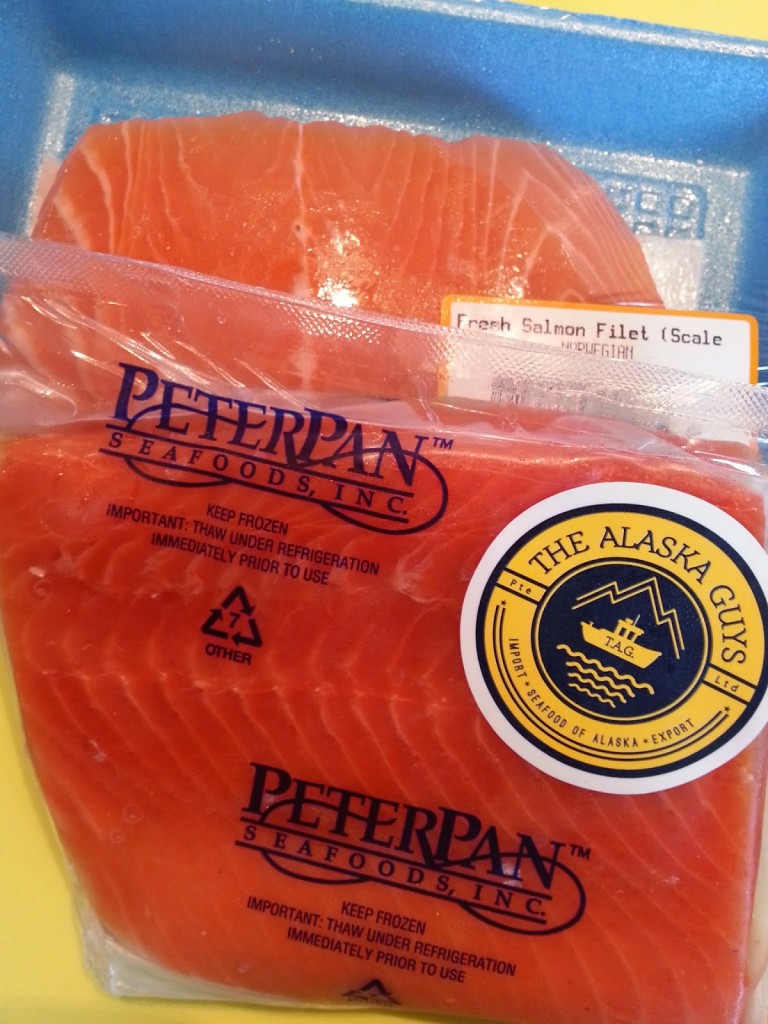 Fresh Salmon Filet (Scale
NORWEGIAN
PETERPAN™
SEAFOODS, INC.
KEEP FROZEN
IMPORTANT: THAW UNDER REFRIGERATION
IMMEDIATELY PRIOR TO USE
7
OTHER
THE ALASKA GUYS
Pte Ltd
T.A.G.
IMPORT • SEAFOOD OF ALASKA • EXPORT
PETERPAN™
SEAFOODS, INC.
KEEP FROZEN
IMPORTANT: THAW UNDER REFRIGERATION
IMMEDIATELY PRIOR TO USE